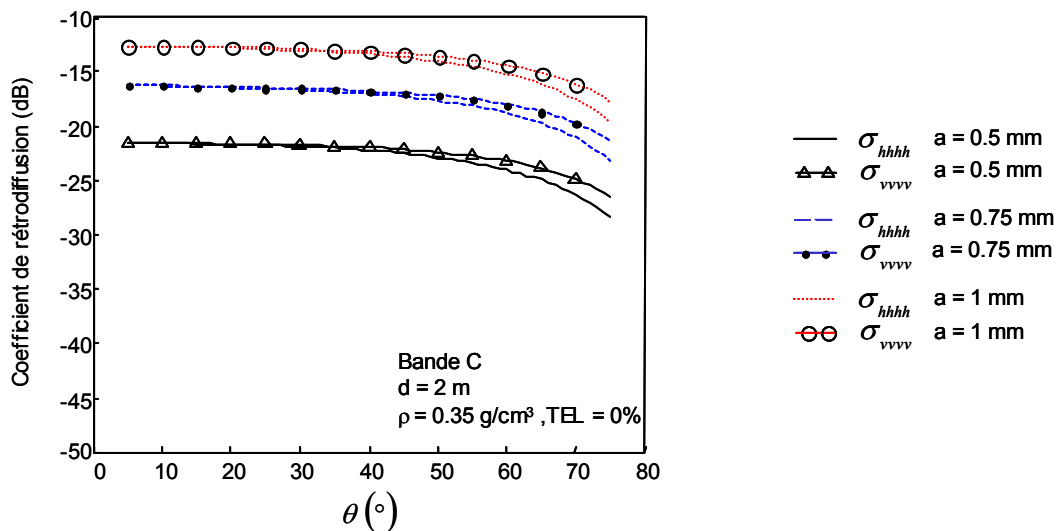 Coefficient de rétrodiffusion (dB)
-10
-15
-20
-25
-30
-35
-40
-45
-50
0 10 20 30 40 50 60 70 80
θ (°)
Bande C
d = 2 m
ρ = 0.35 g/cm³ ,TEL = 0%
σhhhh a = 0.5 mm
σvvvv a = 0.5 mm
σhhhh a = 0.75 mm
σvvvv a = 0.75 mm
σhhhh a = 1 mm
σvvvv a = 1 mm